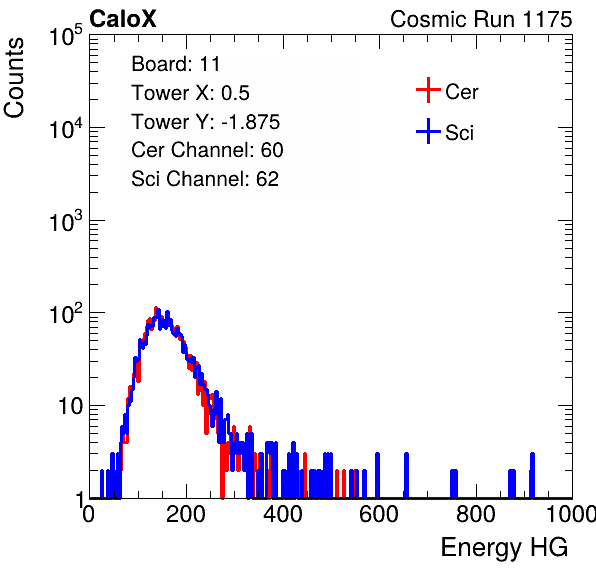 CaloX Cosmic Run 1175
Counts
Board: 11
Tower X: 0.5
Tower Y: -1.875
Cer Channel: 60
Sci Channel: 62
Cer
Sci
10^5
10^4
10^3
10^2
10
1
0 200 400 600 800 1000
Energy HG